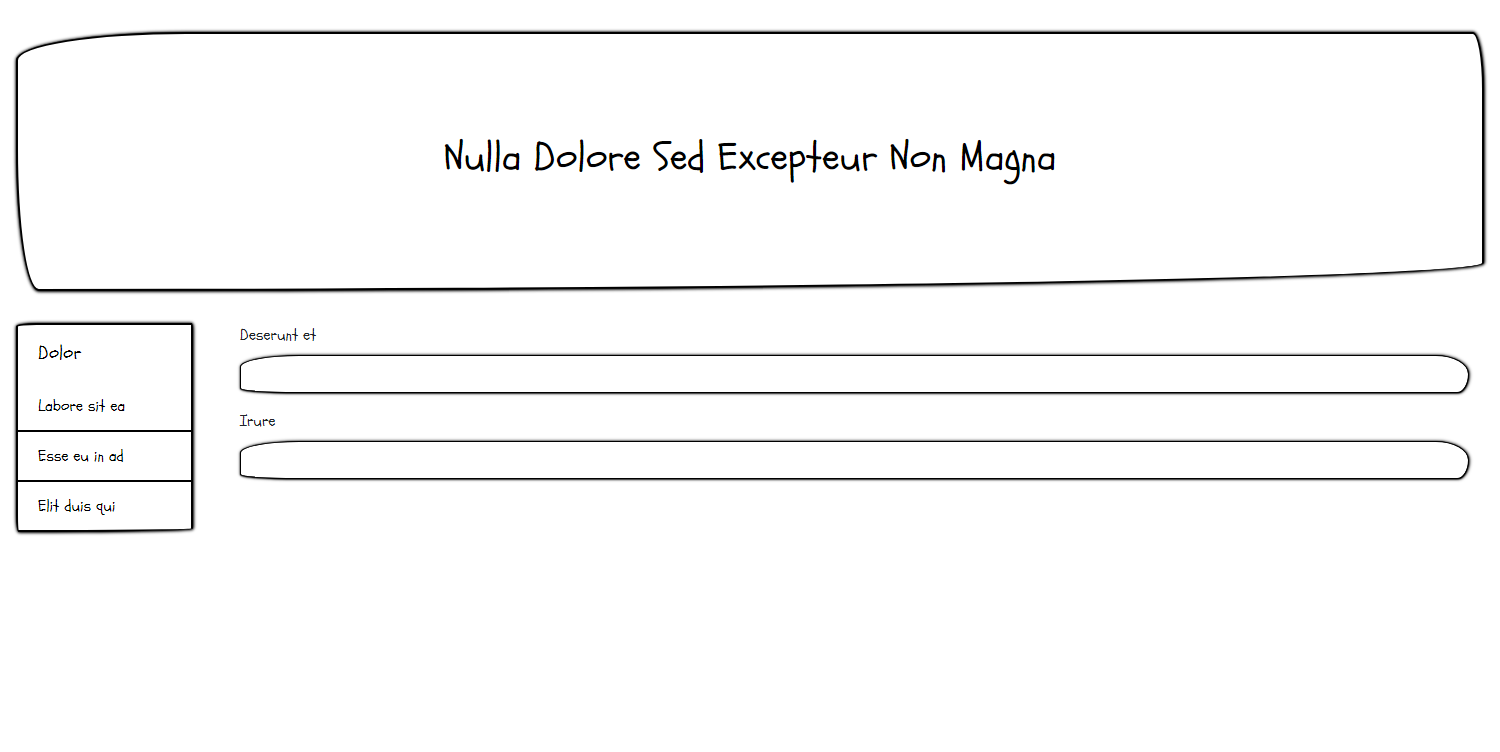 Nulla Dolore Sed Excepteur Non Magna
Dolor
Labore sit ea
Esse eu in ad
Elit duis qui
Deserunt et
Irure